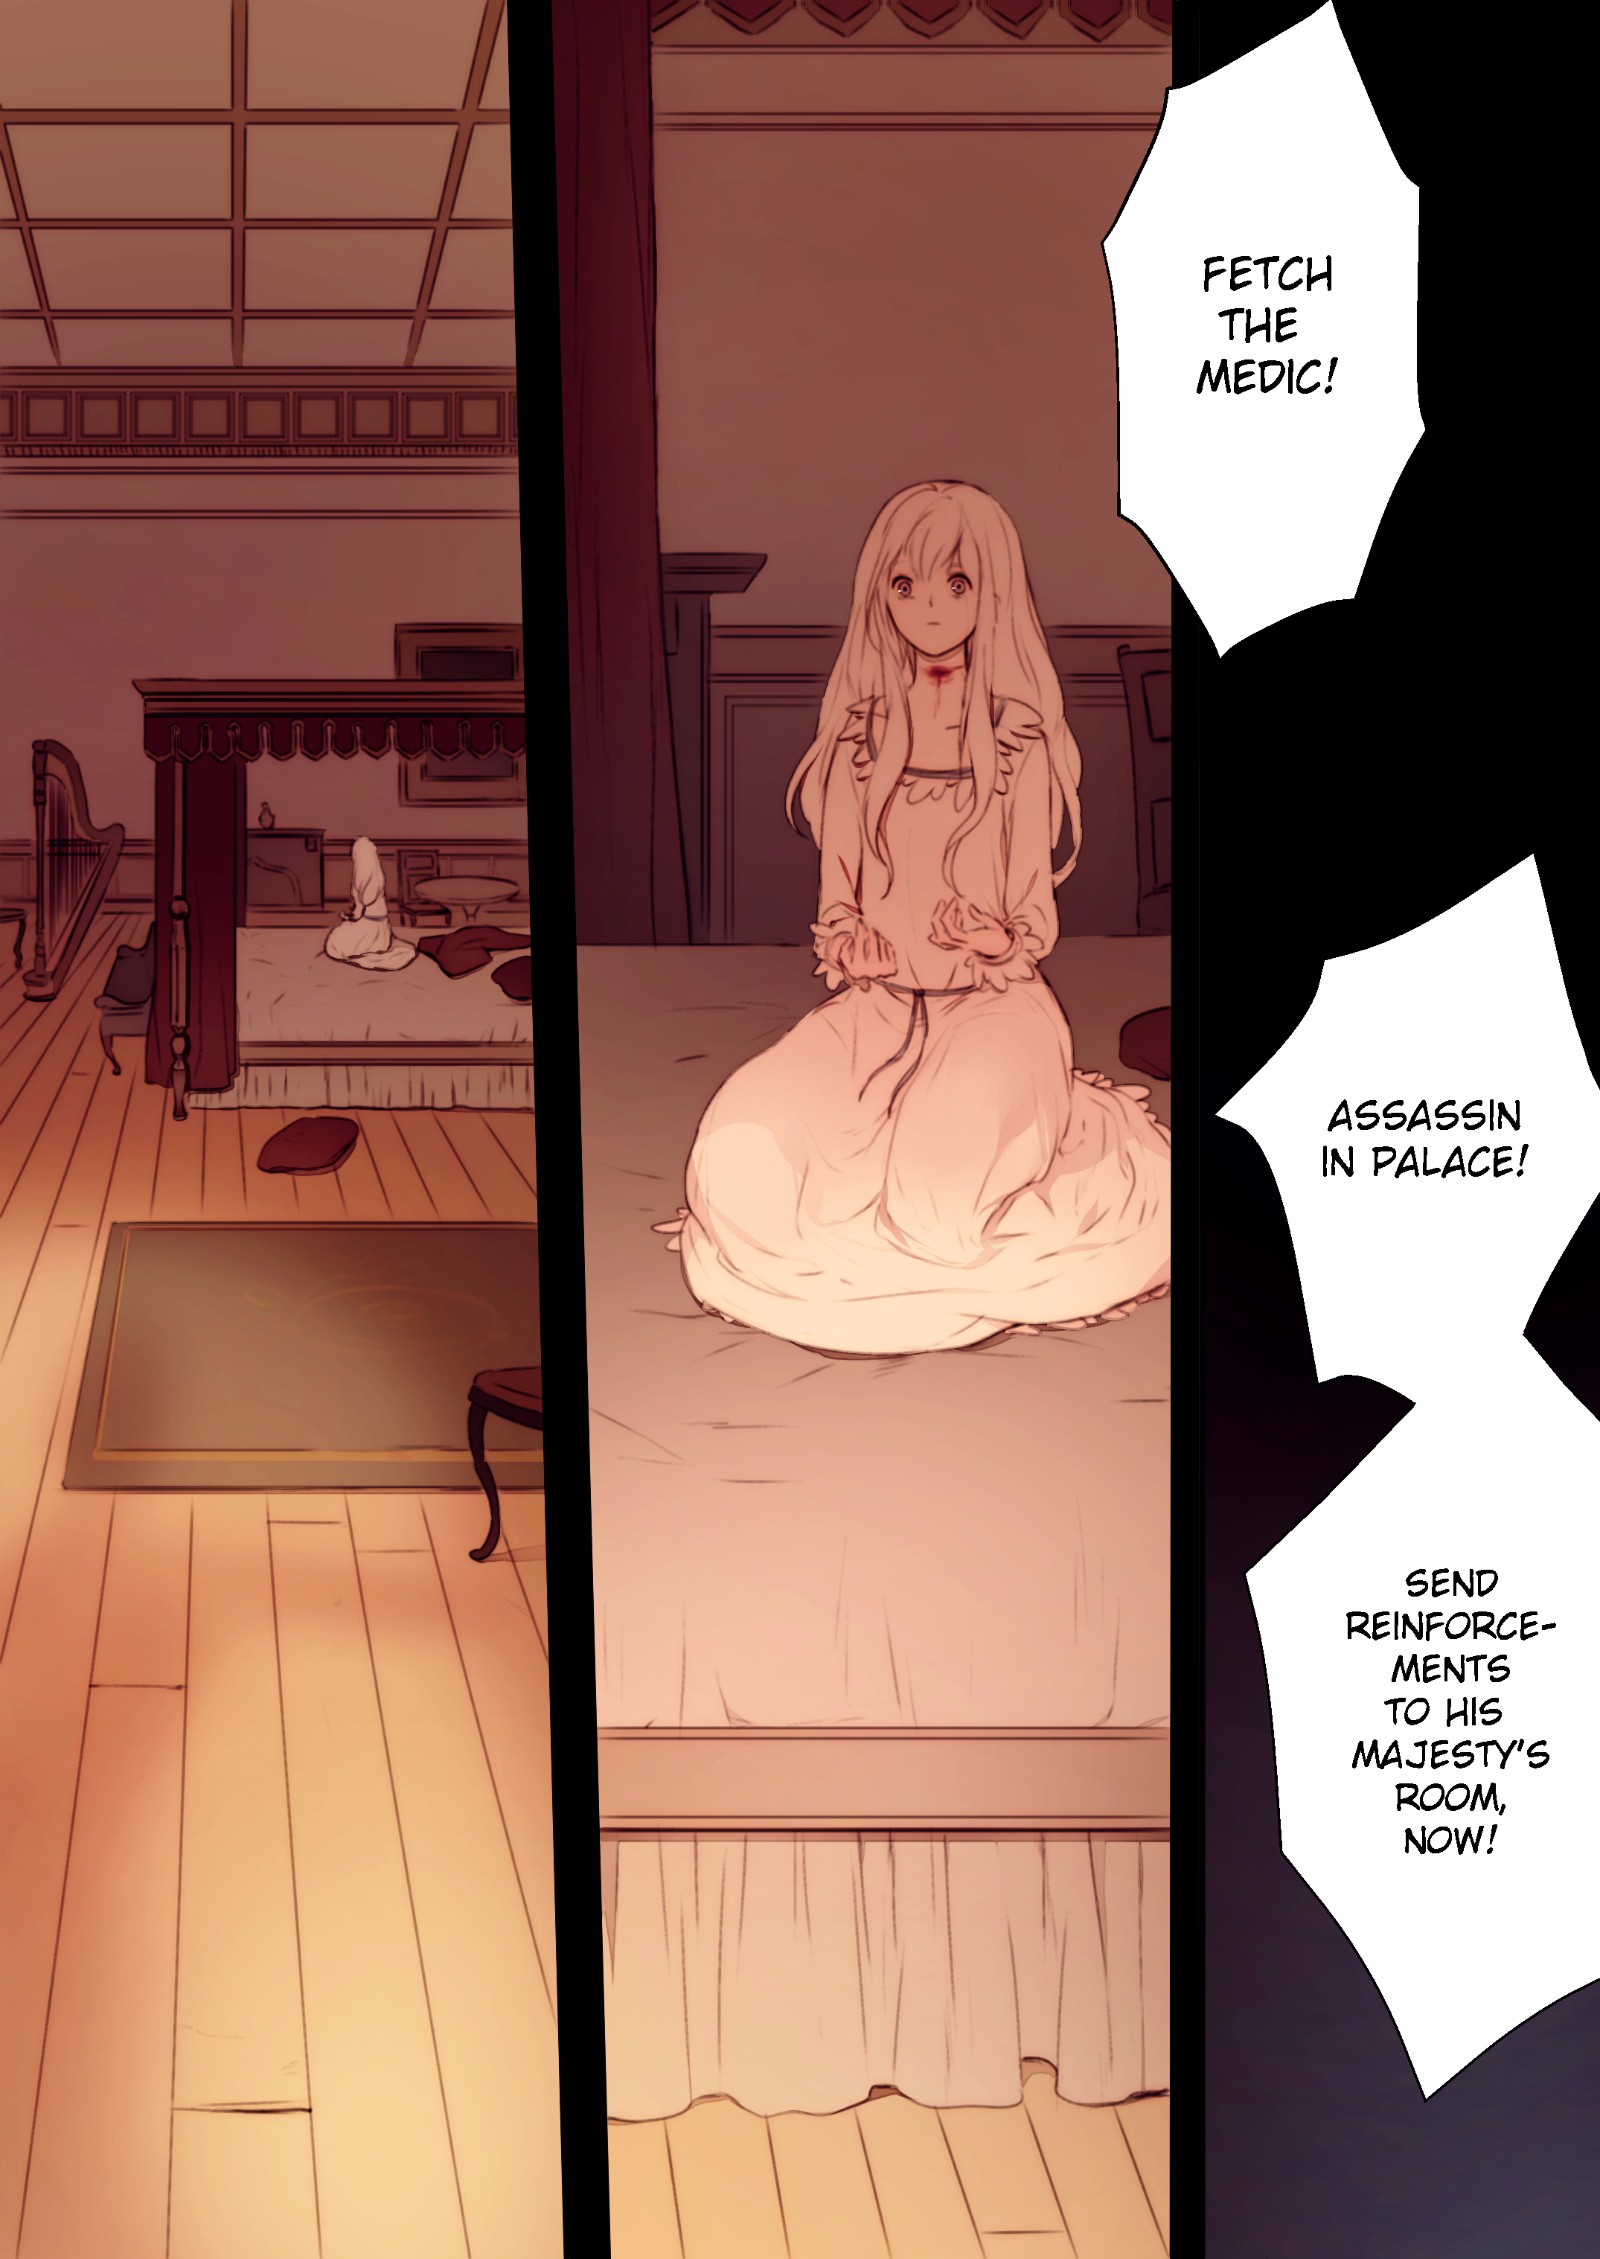 FETCH
THE
MEDIC!
ASSASSIN
IN PALACE!
SEND
REINFORCE-
MENTS
TO HIS
MAJESTY'S
ROOM,
NOW!